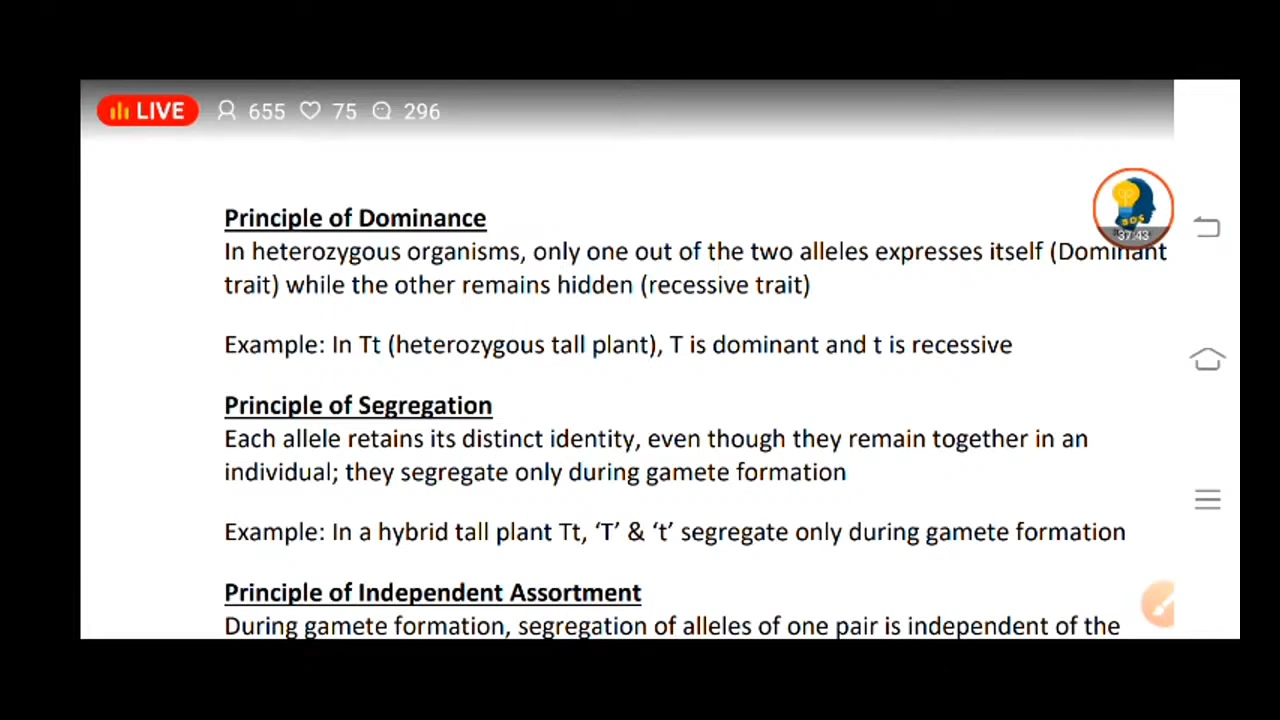 LIVE 655 75 296
SOS
37:43
Principle of Dominance
In heterozygous organisms, only one out of the two alleles expresses itself (Dominant
trait) while the other remains hidden (recessive trait)
Example: In Tt (heterozygous tall plant), T is dominant and t is recessive
Principle of Segregation
Each allele retains its distinct identity, even though they remain together in an
individual; they segregate only during gamete formation
Example: In a hybrid tall plant Tt, ‘T’ & ‘t’ segregate only during gamete formation
Principle of Independent Assortment
During gamete formation, segregation of alleles of one pair is independent of the